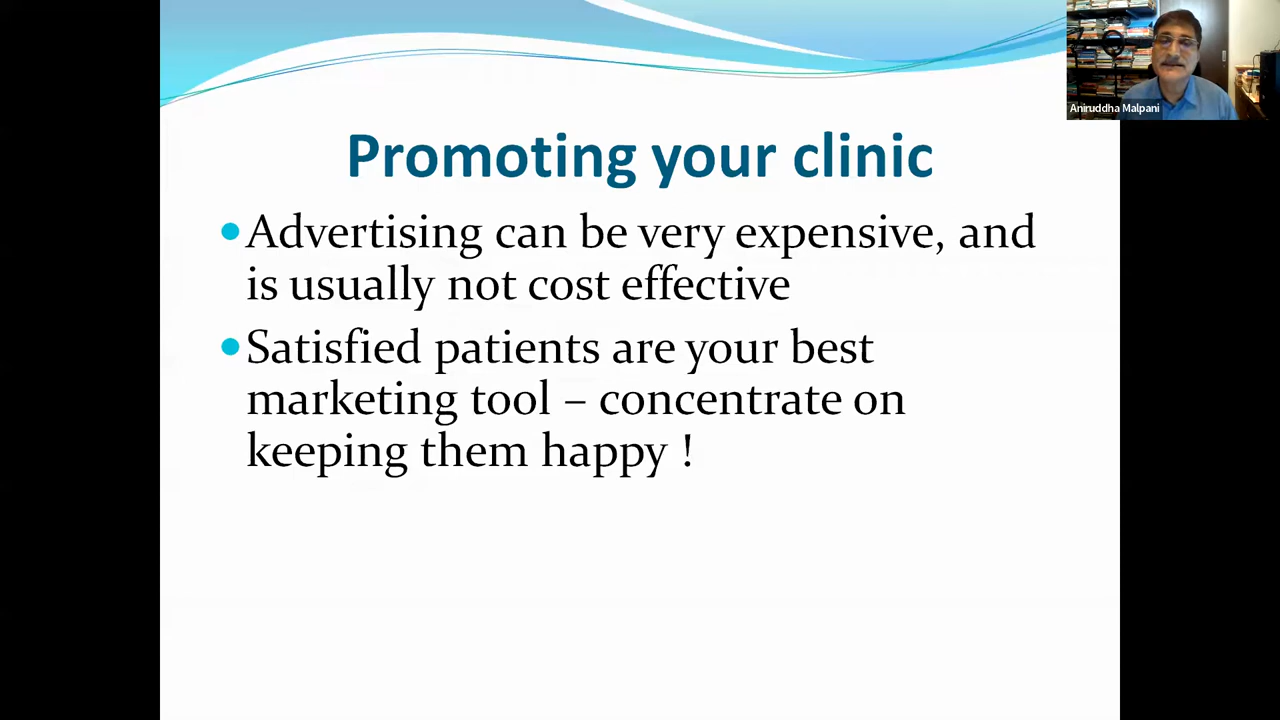 Aniruddha Malpani
Promoting your clinic
•Advertising can be very expensive, and
is usually not cost effective
•Satisfied patients are your best
marketing tool – concentrate on
keeping them happy !